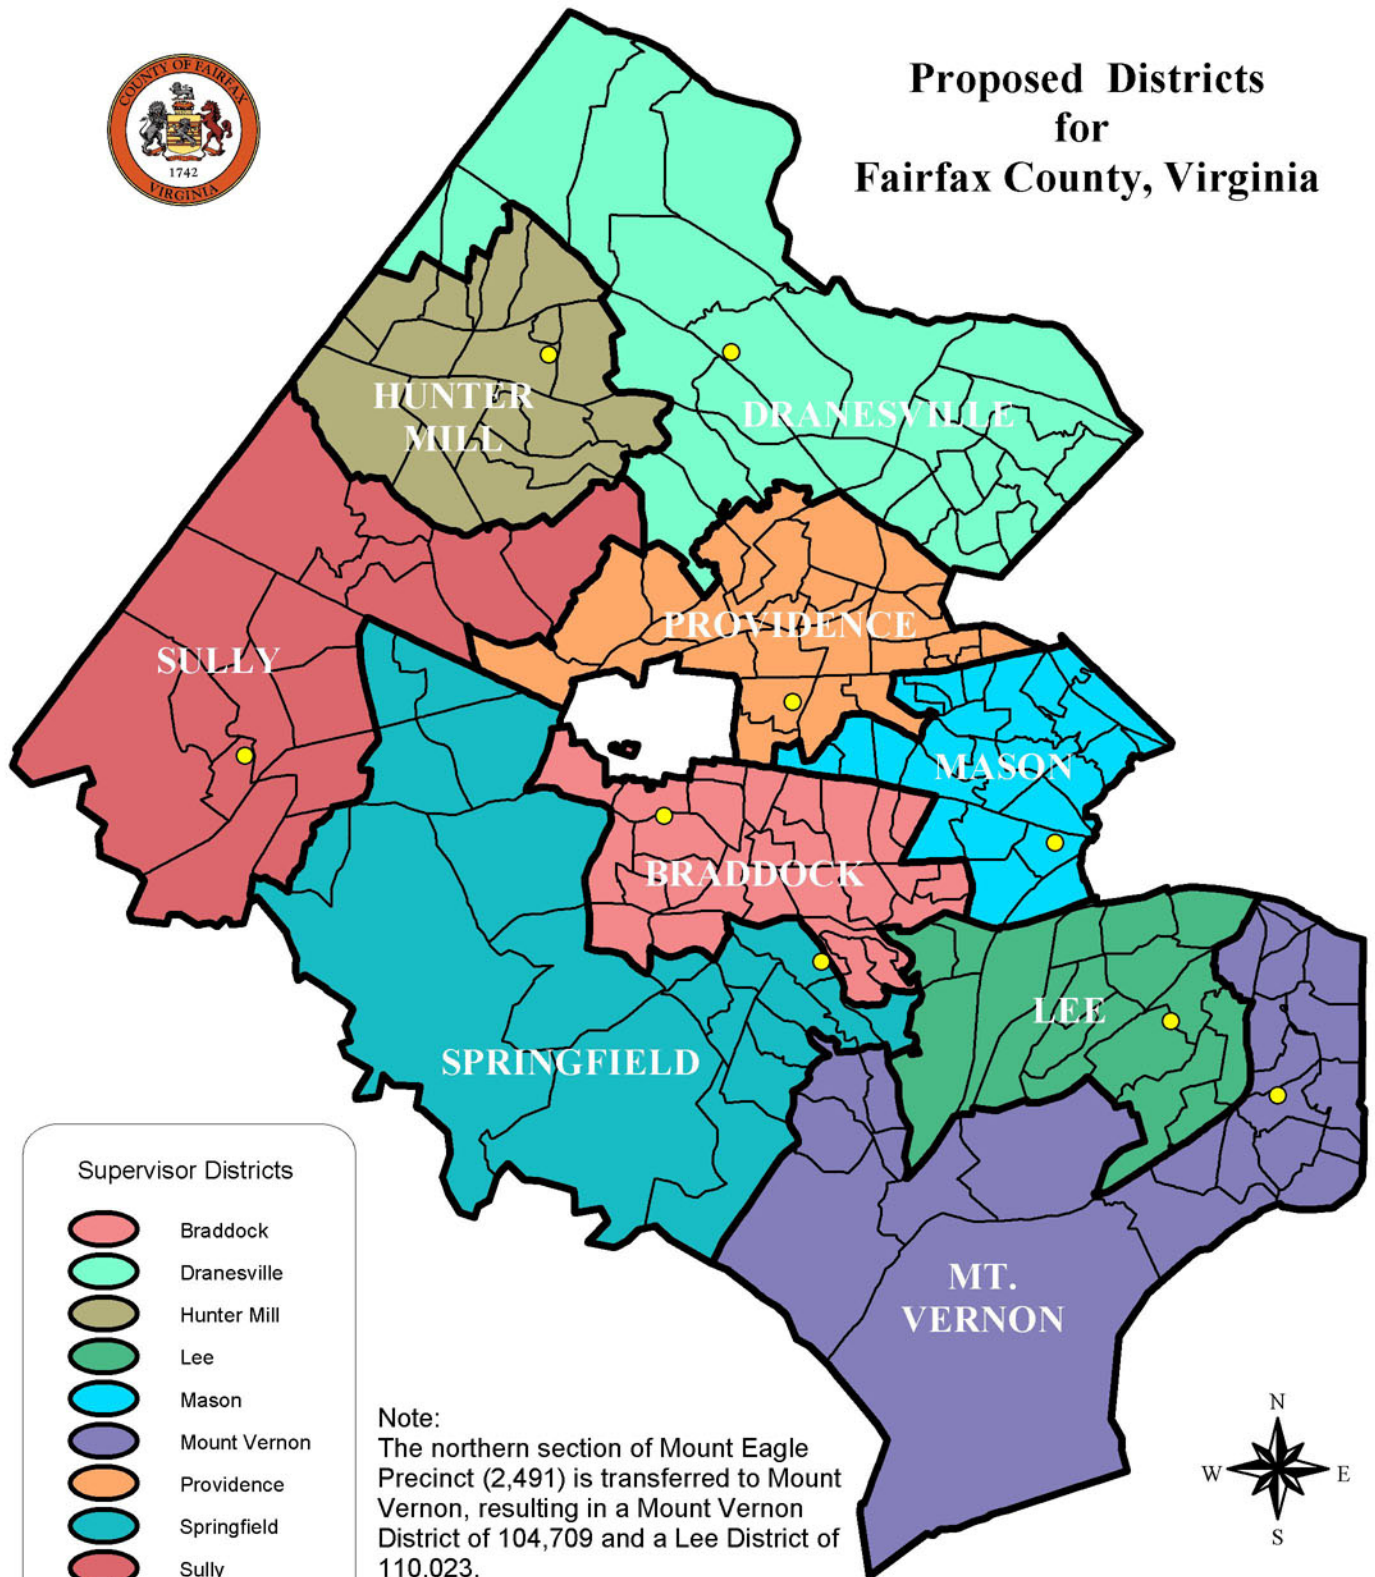 COUNTY OF FAIRFAX
1742
VIRGINIA
Proposed Districts
for
Fairfax County, Virginia
HUNTER
MILL
DRANESVILLE
PROVIDENCE
SULLY
MASON
BRADDOCK
LEE
SPRINGFIELD
MT.
VERNON
Supervisor Districts
Braddock
Dranesville
Hunter Mill
Lee
Mason
Mount Vernon
Providence
Springfield
Sully
Note:
The northern section of Mount Eagle
Precinct (2,491) is transferred to Mount
Vernon, resulting in a Mount Vernon
District of 104,709 and a Lee District of
110,023.
N
W E
S